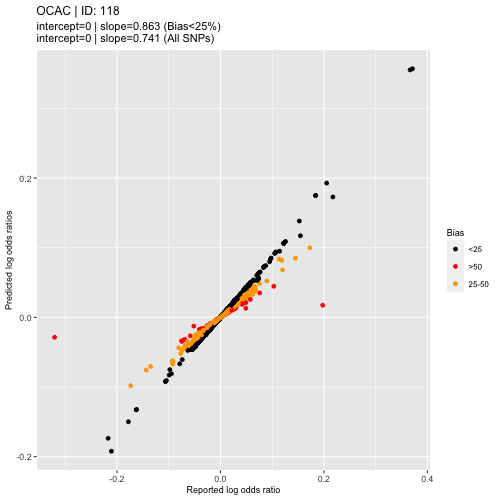 OCAC | ID: 118
intercept=0 | slope=0.863 (Bias<25%)
intercept=0 | slope=0.741 (All SNPs)
Predicted log odds ratios
0.2
0.0
-0.2
-0.2
0.0
0.2
0.4
Reported log odds ratio
Bias
<25
>50
25-50